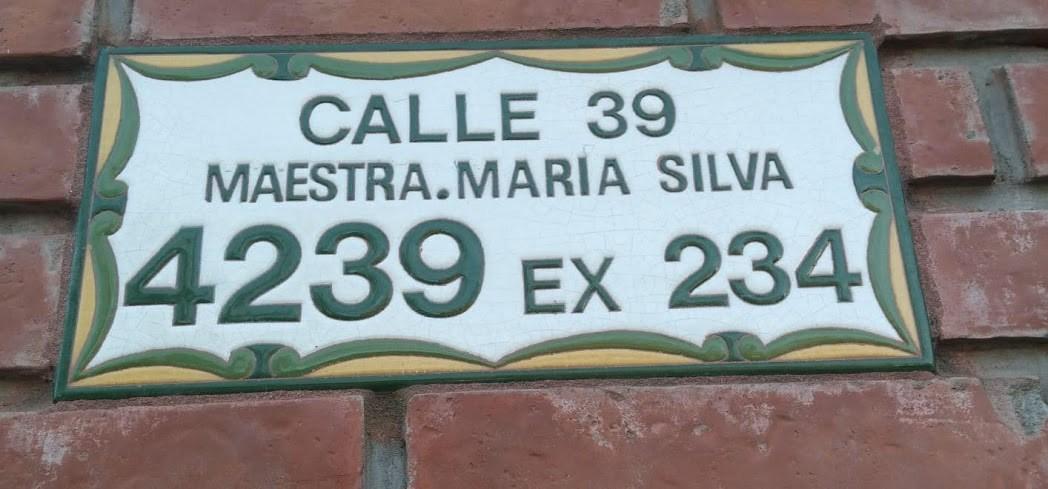 CALLE 39
MAESTRA.MARIA SILVA
4239 EX 234